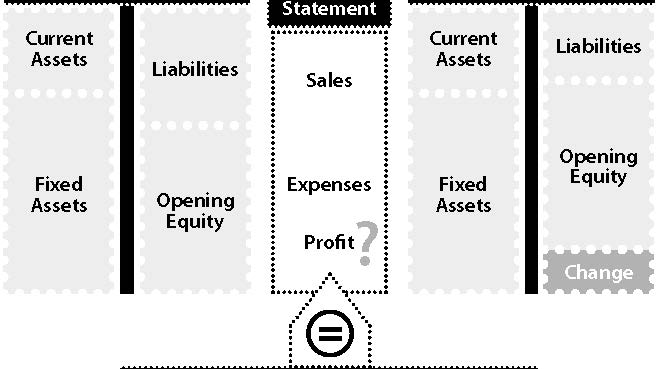 Statement
Current
Assets
Fixed
Assets
Liabilities
Opening
Equity
Sales
Expenses
Profit?
Current
Assets
Fixed
Assets
Liabilities
Opening
Equity
Change
=